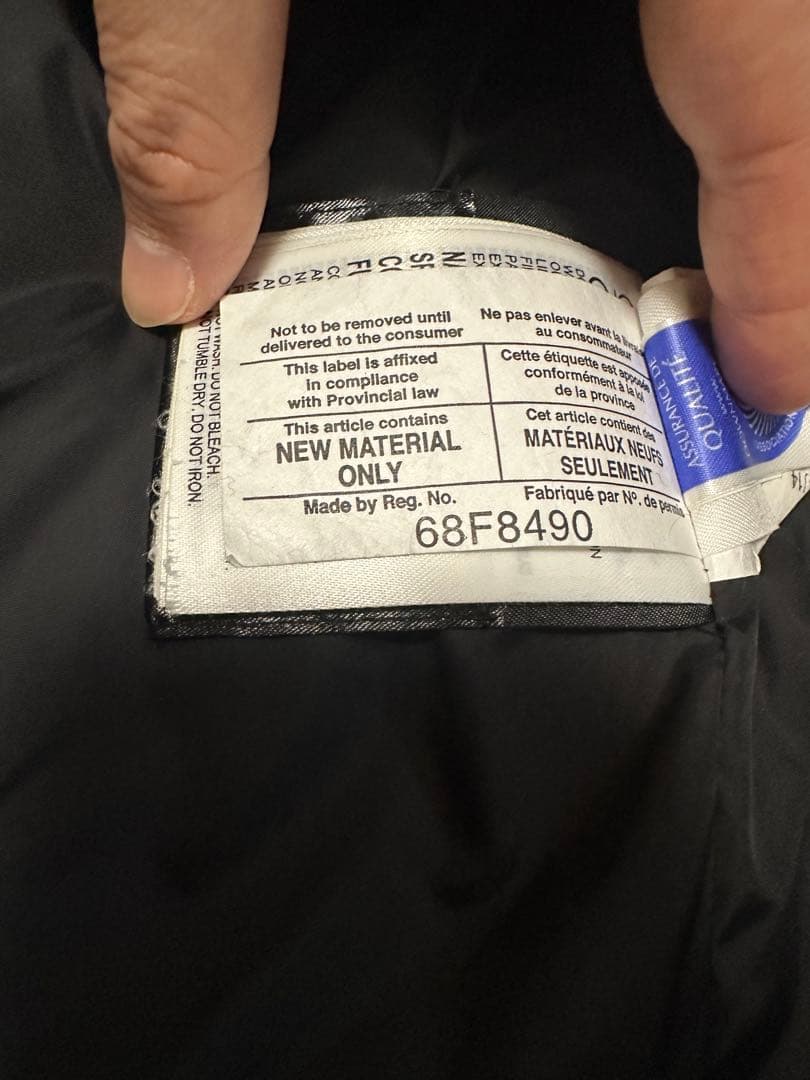 Not to be removed until
delivered to the consumer
Ne pas enlever avant la
au consommateur
This label is affixed
in compliance
with Provincial law
Cette étiquette est apposée
conformément à la loi
de la province
This article contains
NEW MATERIAL
ONLY
Cet article contient des
MATÉRIAUX NEUFS
SEULEMENT
Made by Reg. No.
Fabriqué par Nº. de permis
68F8490
DO NOT BLEACH.
NOT TUMBLE DRY, DO NOT IRON.
ASSURANCE DE
QUALITÉ